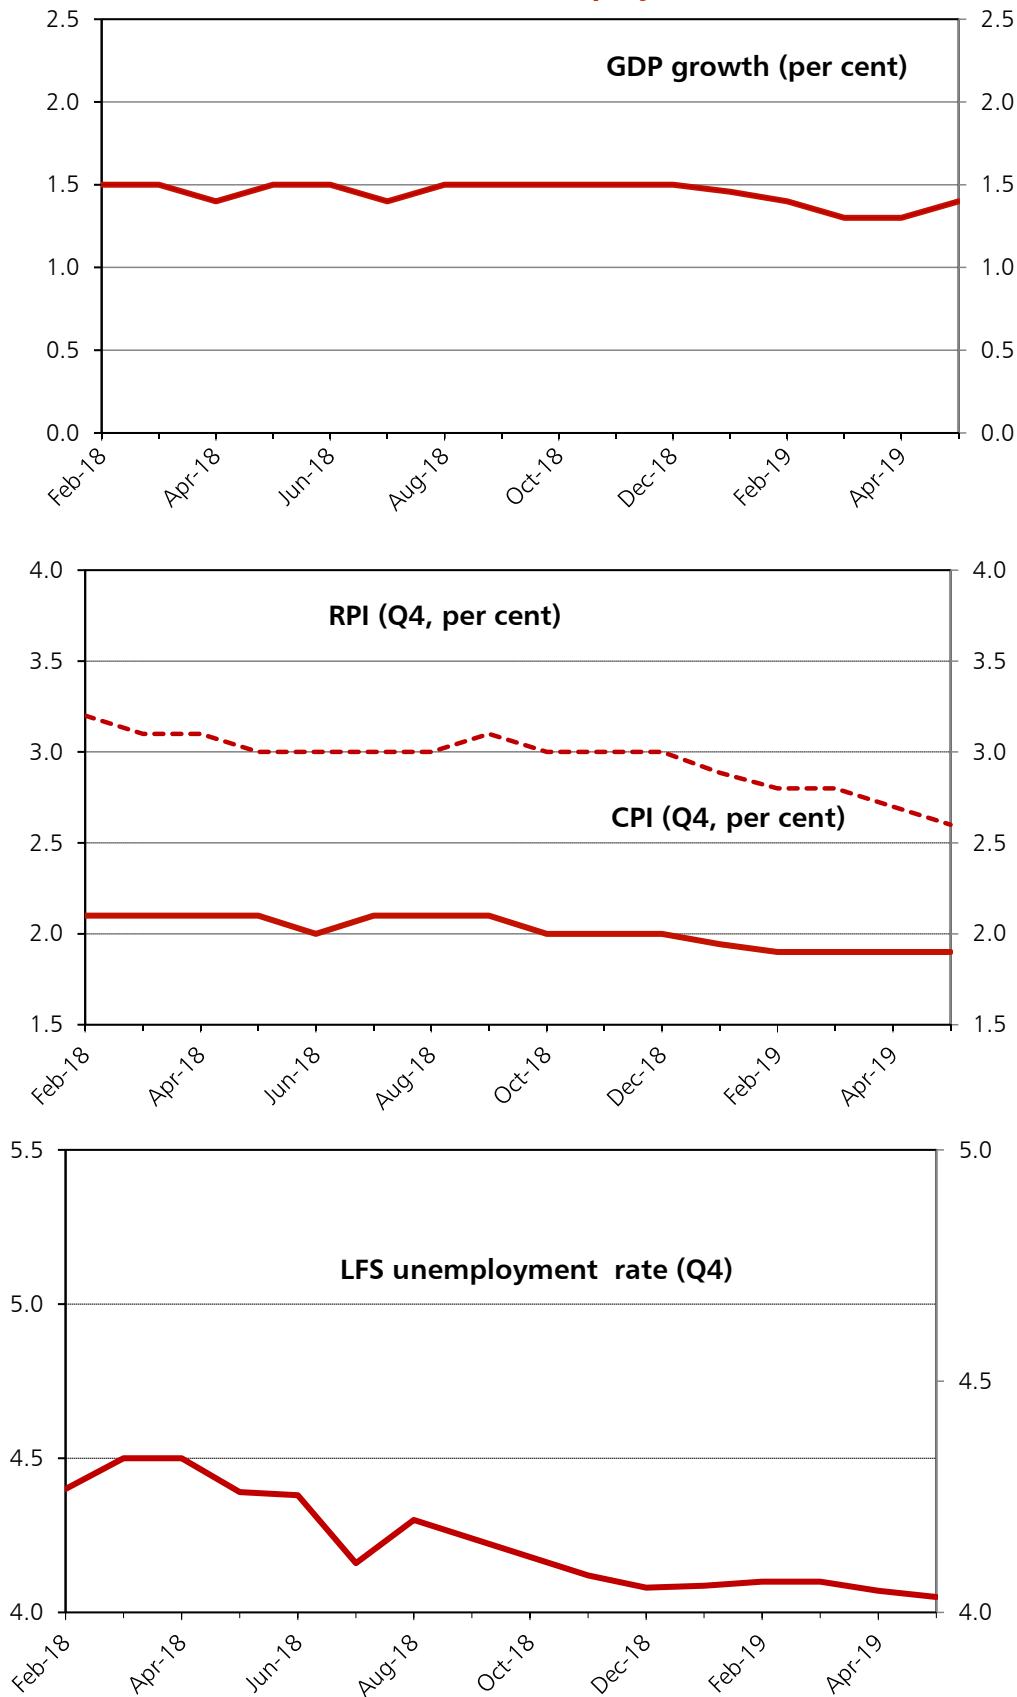 2.5 2.5
GDP growth (per cent)
2.0 2.0
1.5 1.5
1.0 1.0
0.5 0.5
0.0 0.0
Feb-18 Apr-18 Jun-18 Aug-18 Oct-18 Dec-18 Feb-19 Apr-19
4.0 4.0
RPI (Q4, per cent)
3.5 3.5
3.0 3.0
CPI (Q4, per cent)
2.5 2.5
2.0 2.0
1.5 1.5
Feb-18 Apr-18 Jun-18 Aug-18 Oct-18 Dec-18 Feb-19 Apr-19
5.5 5.0
LFS unemployment rate (Q4)
5.0
4.5
4.5
4.0 4.0
Feb-18 Apr-18 Jun-18 Aug-18 Oct-18 Dec-18 Feb-19 Apr-19